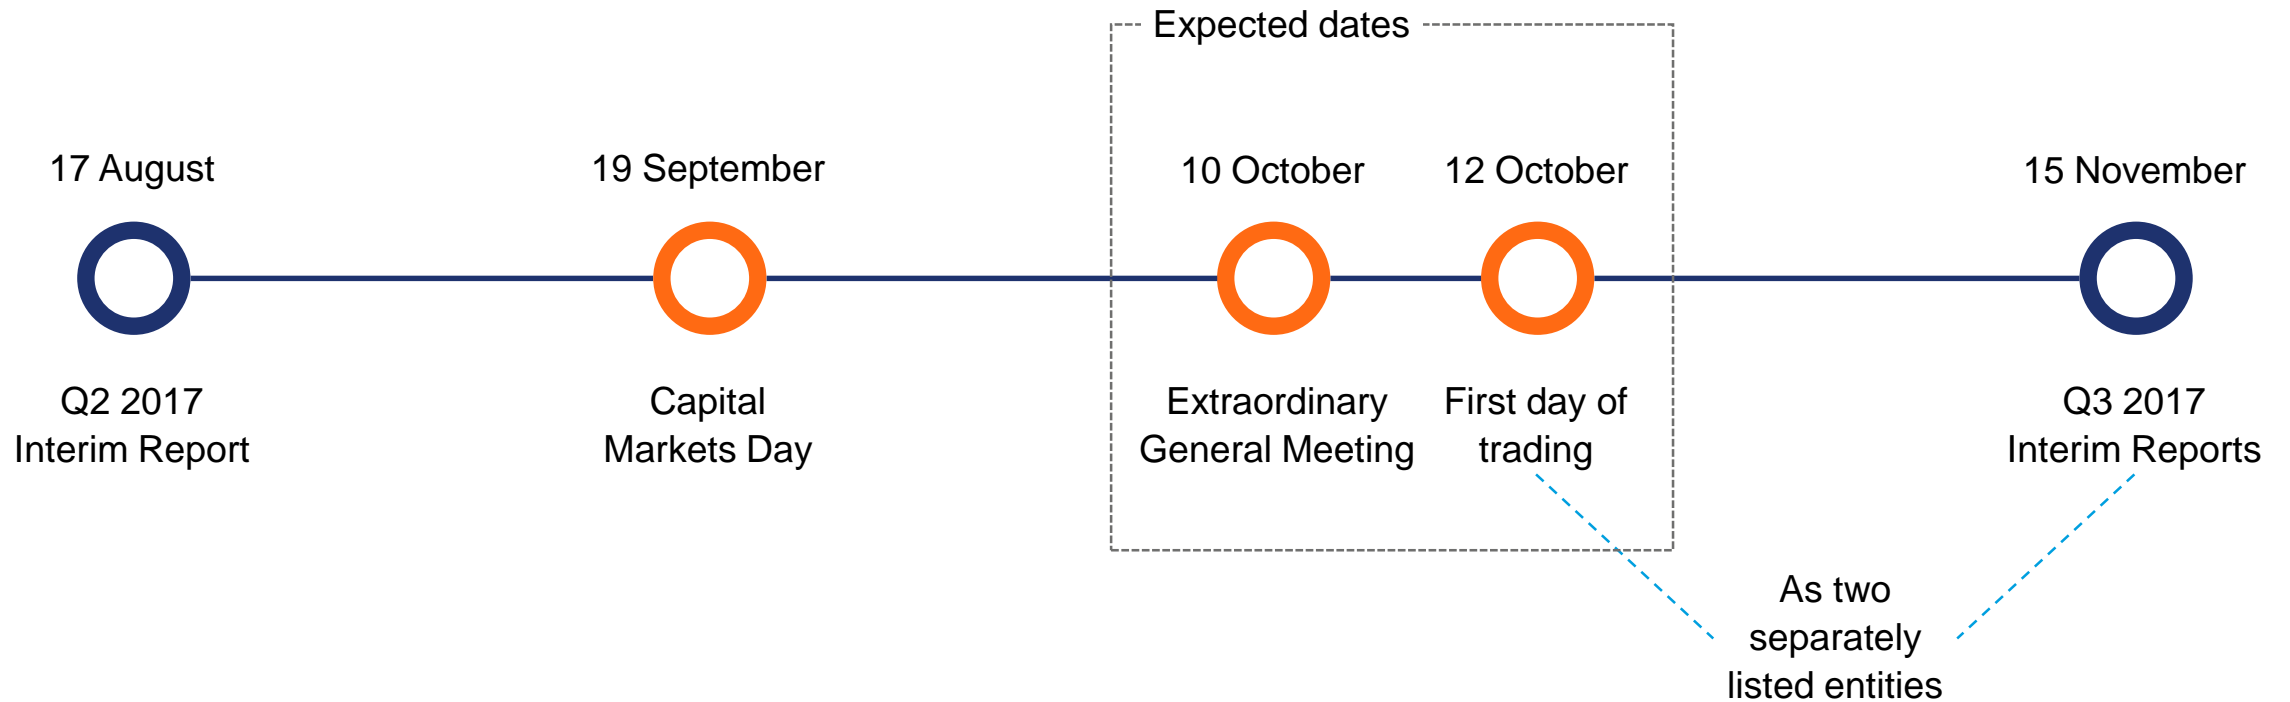 Expected dates
17 August
19 September
10 October
12 October
15 November
Q2 2017
Interim Report
Capital
Markets Day
Extraordinary
General Meeting
First day of
trading
Q3 2017
Interim Reports
As two
separately
listed entities